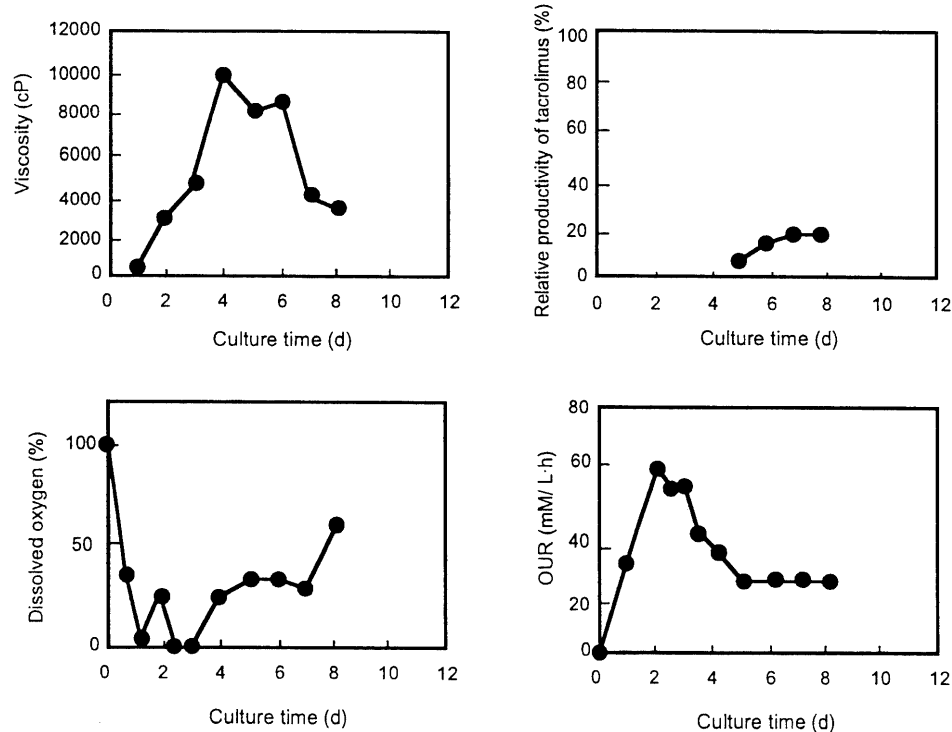 Viscosity (cP)
12000
10000
8000
6000
4000
2000
0
0 2 4 6 8 10 12
Culture time (d)
Relative productivity of tacrolimus (%)
100
80
60
40
20
0
0 2 4 6 8 10 12
Culture time (d)
Dissolved oxygen (%)
100
50
0
0 2 4 6 8 10 12
Culture time (d)
OUR (mM/ L·h)
80
60
40
20
0
0 2 4 6 8 10 12
Culture time (d)